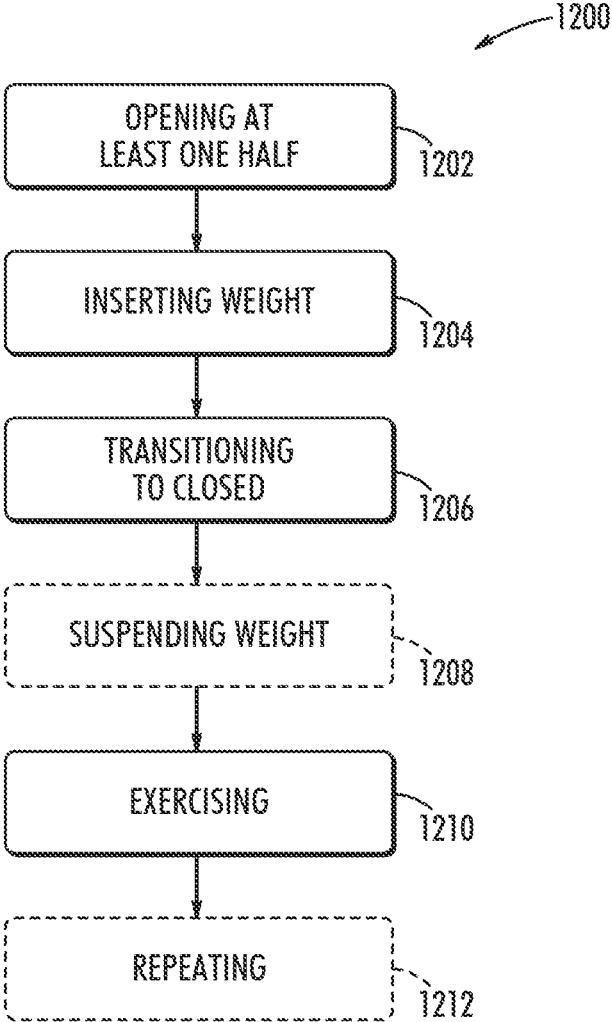 1200
OPENING AT
LEAST ONE HALF
1202
INSERTING WEIGHT
1204
TRANSITIONING
TO CLOSED
1206
SUSPENDING WEIGHT
1208
EXERCISING
1210
REPEATING
1212